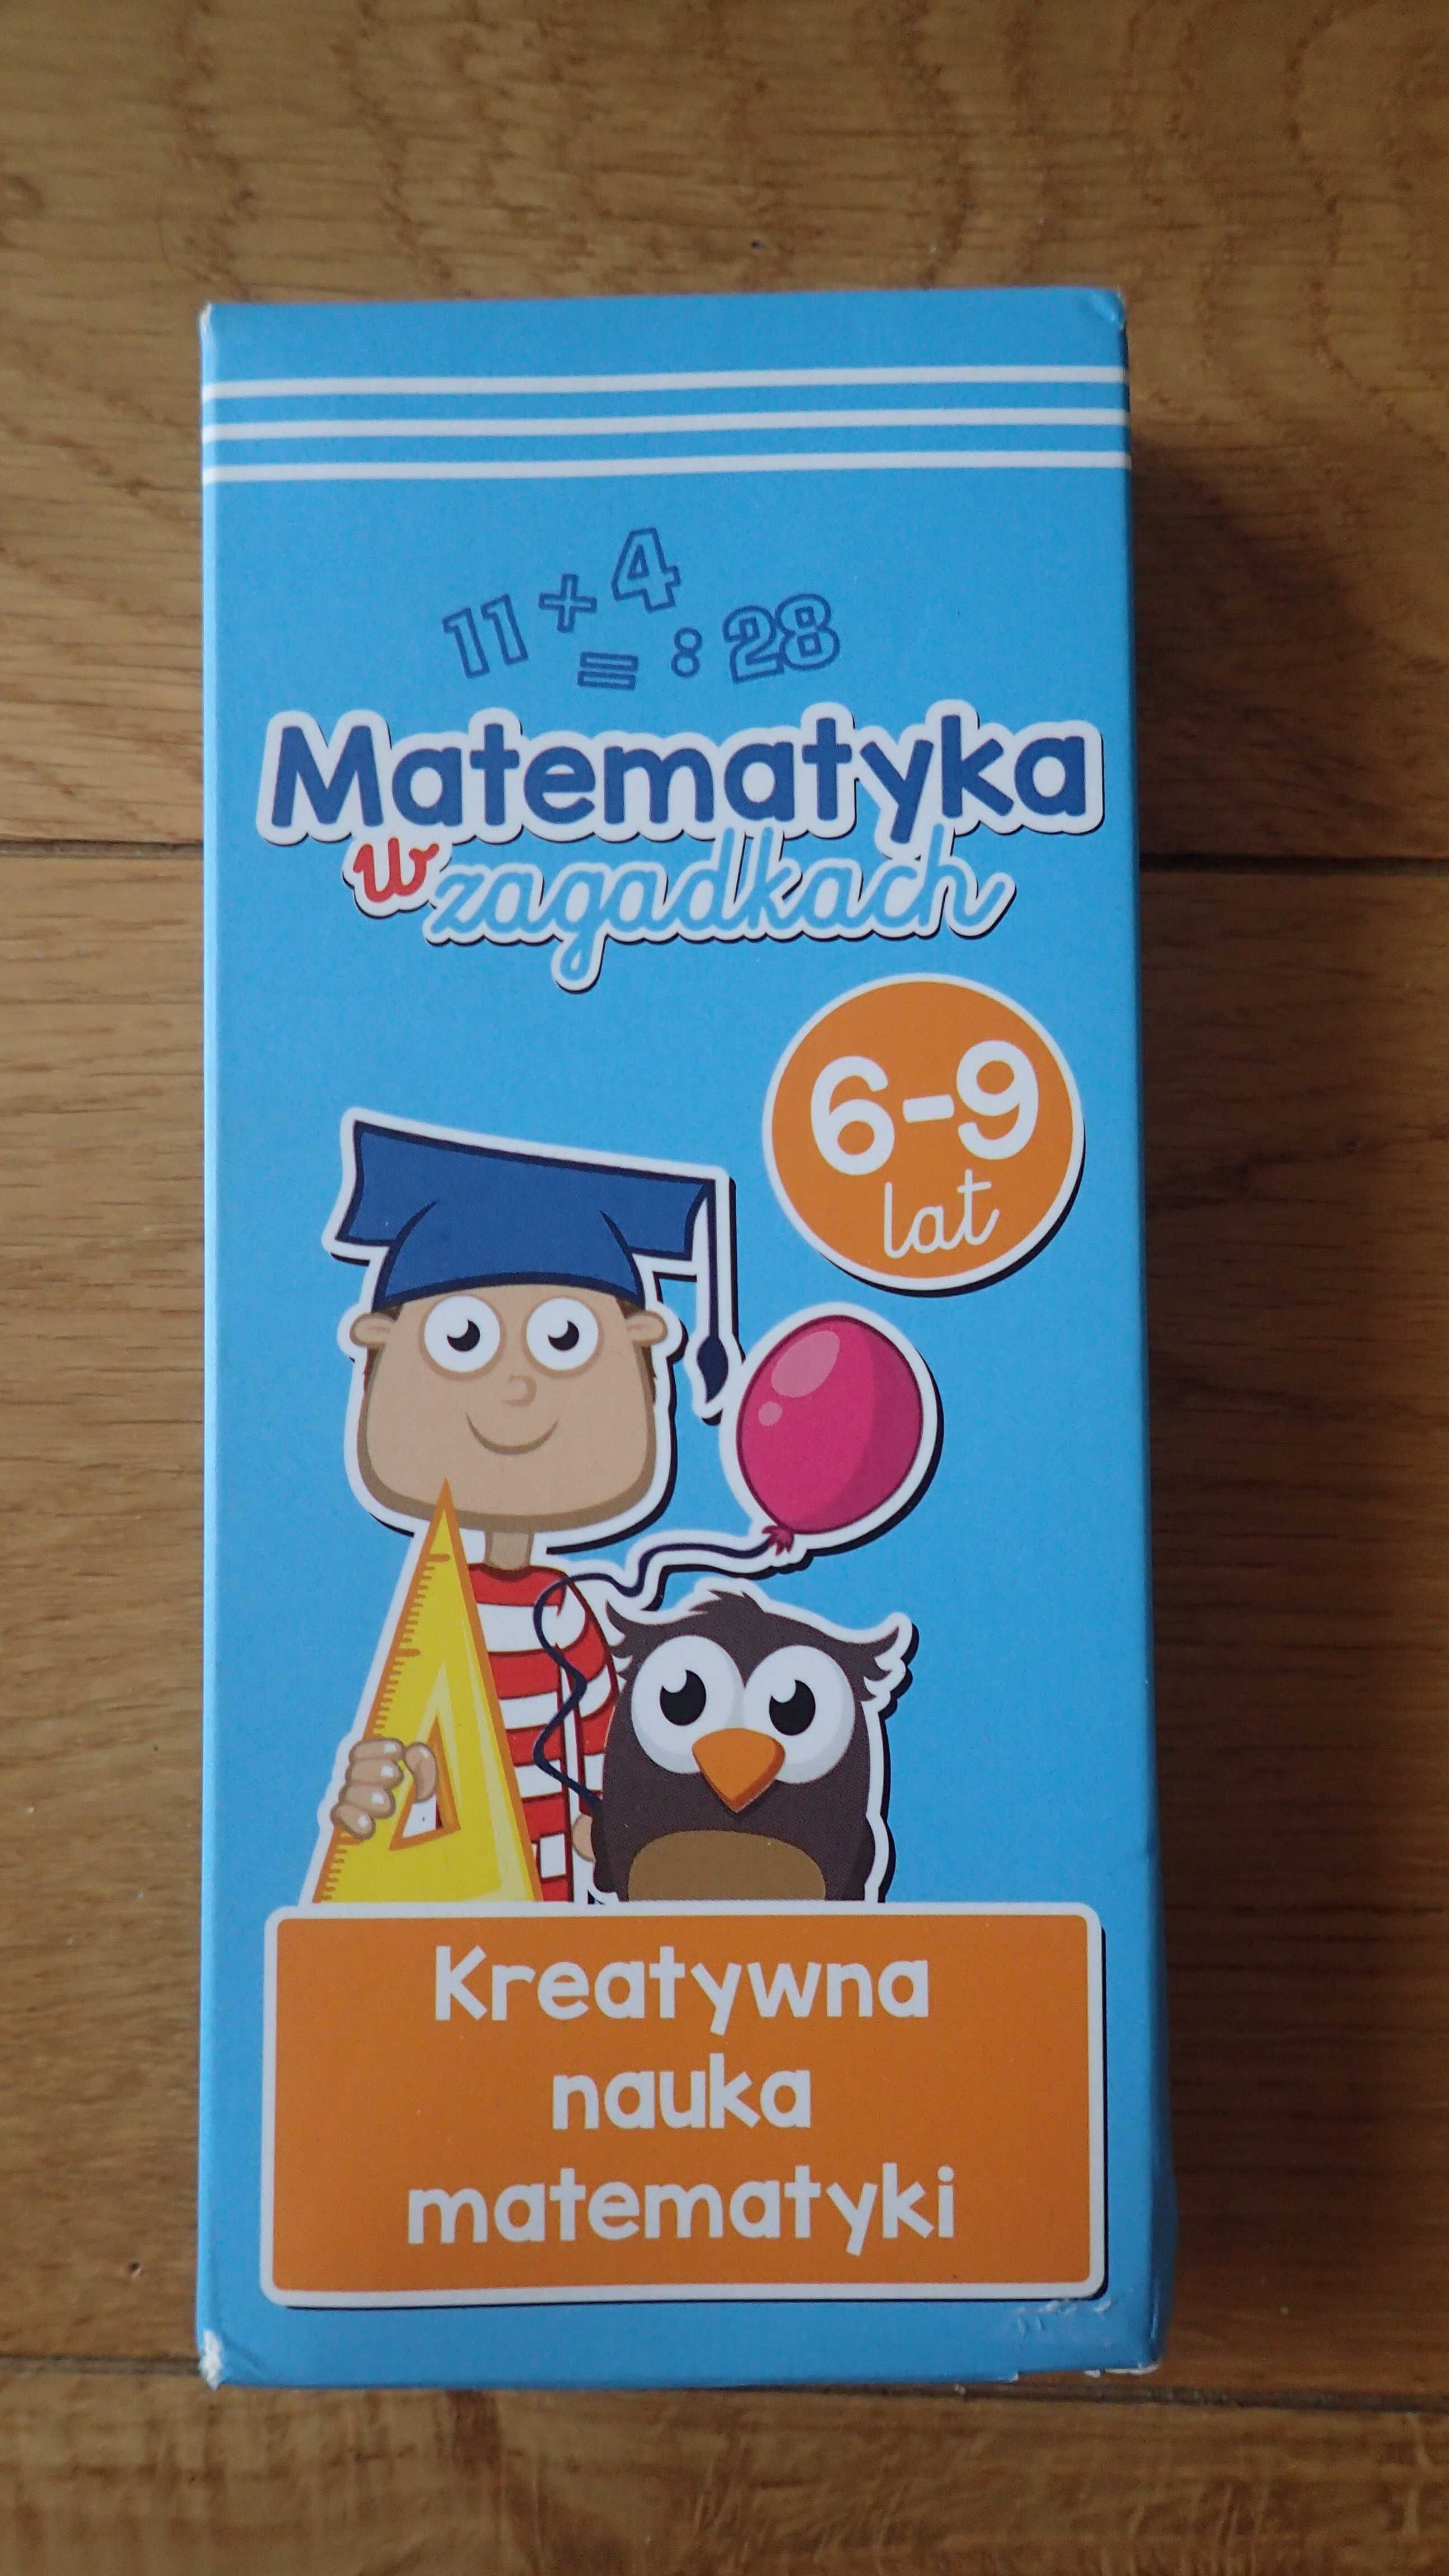 11 + 4
= : 28
Matematyka
w zagadkach
6-9
lat
Kreatywna
nauka
matematyki